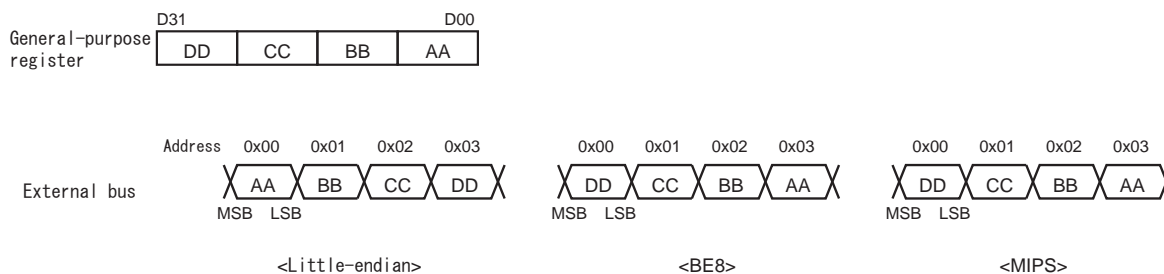 D31 D00
General-purpose register DD CC BB AA
Address 0x00 0x01 0x02 0x03 0x00 0x01 0x02 0x03 0x00 0x01 0x02 0x03
External bus AA BB CC DD DD CC BB AA DD CC BB AA
MSB LSB MSB LSB MSB LSB
<Little-endian> <BE8> <MIPS>